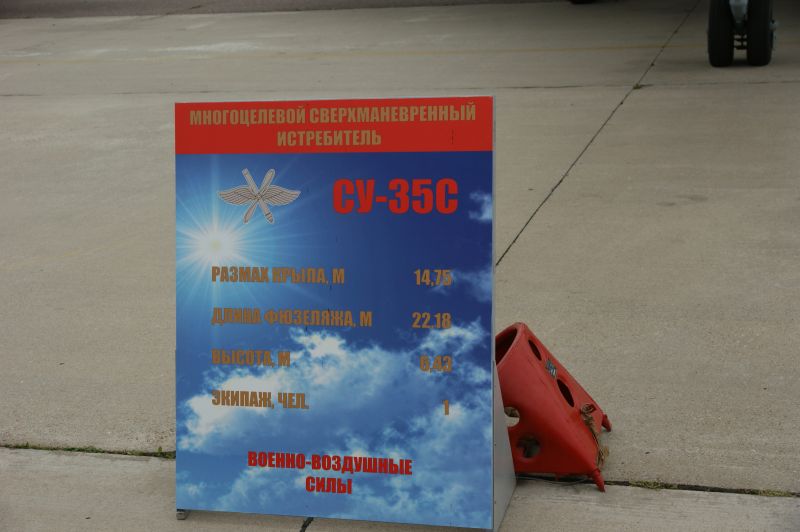 МНОГОЦЕЛЕВОЙ СВЕРХМАНЕВРЕННЫЙ
ИСТРЕБИТЕЛЬ
СУ-35С
РАЗМАХ КРЫЛА, М 14,75
ДЛИНА ФЮЗЕЛЯЖА, М 22,18
ВЫСОТА, М 6,43
ЭКИПАЖ, ЧЕЛ. 1
ВОЕННО-ВОЗДУШНЫЕ
СИЛЫ